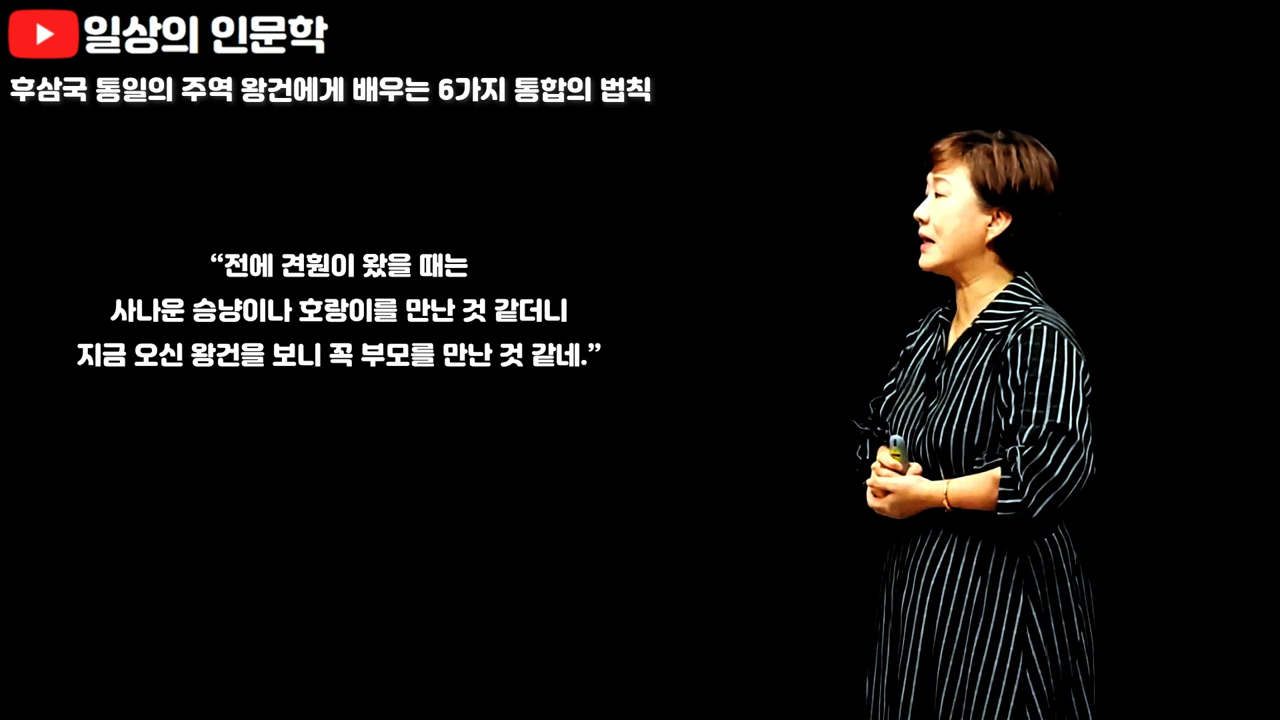 일상의 인문학
후삼국 통일의 주역 왕건에게 배우는 6가지 통합의 법칙
“전에 견훤이 왔을 때는
사나운 승냥이나 호랑이를 만난 것 같더니
지금 오신 왕건을 보니 꼭 부모를 만난 것 같네.”